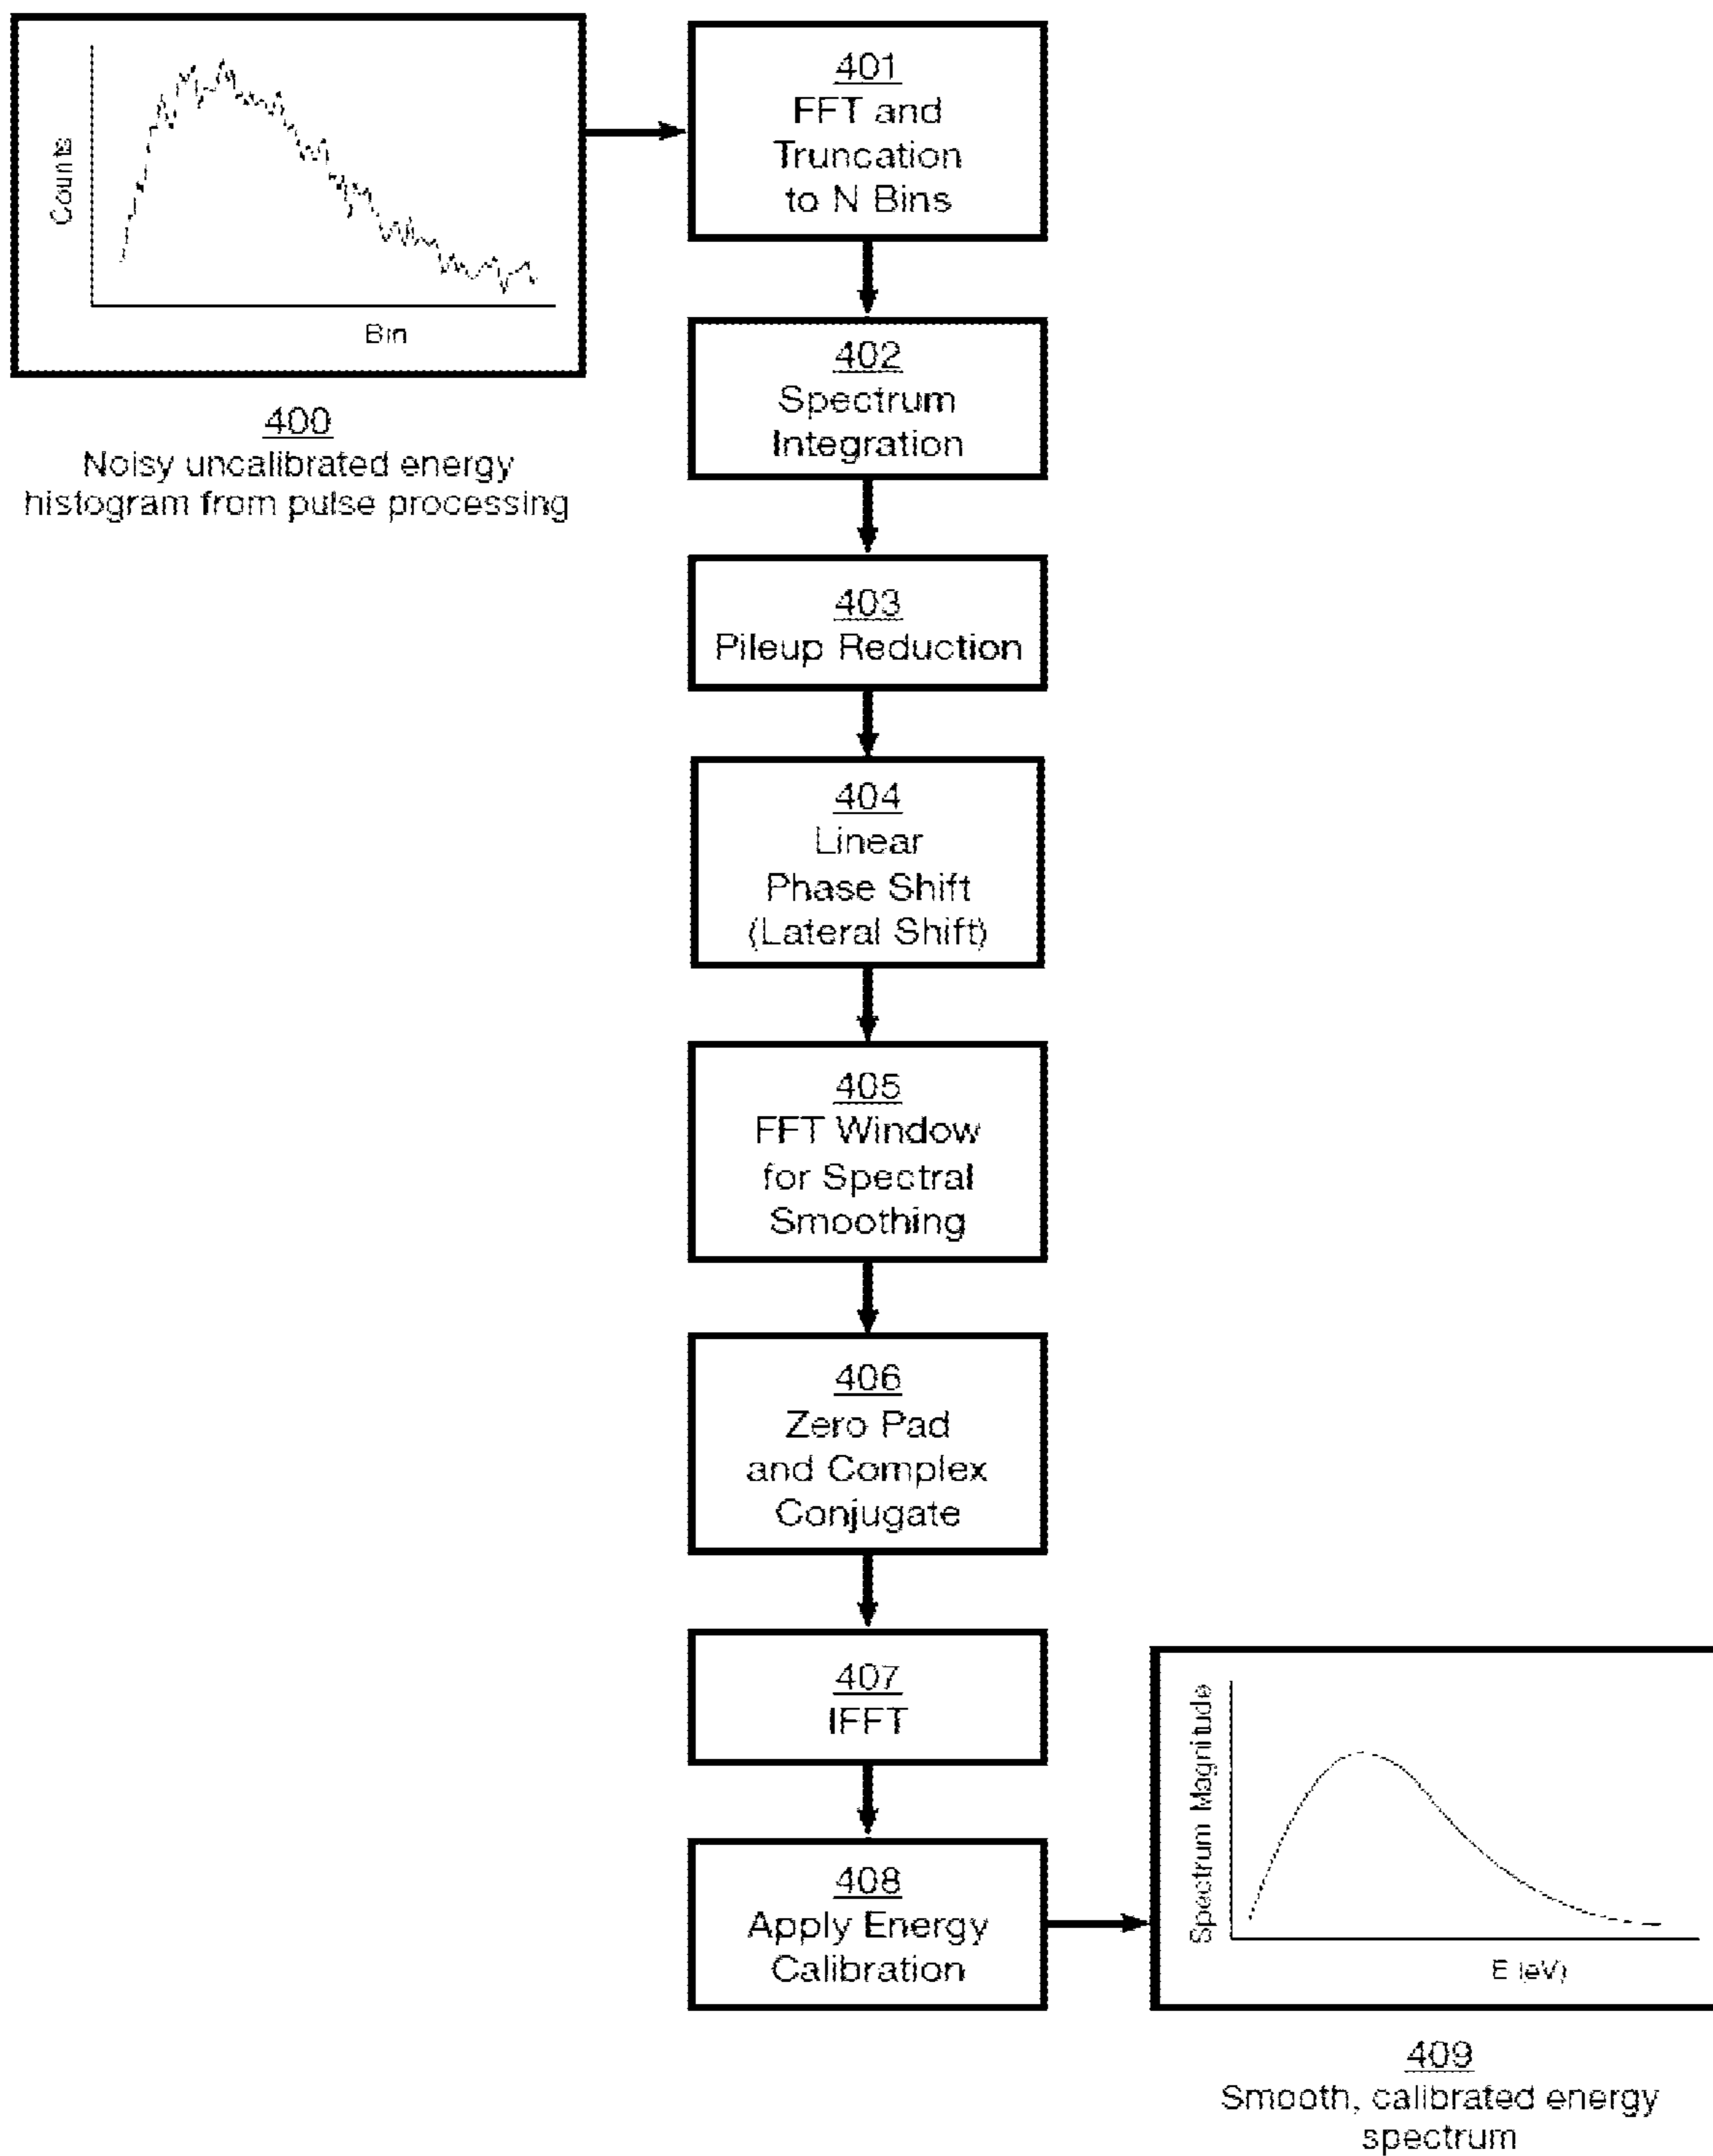 Counts
Bin
400
Noisy uncalibrated energy
histogram from pulse processing
401
FFT and
Truncation
to N Bins
402
Spectrum
Integration
403
Pileup Reduction
404
Linear
Phase Shift
(Lateral Shift)
405
FFT Window
for Spectral
Smoothing
406
Zero Pad
and Complex
Conjugate
407
IFFT
408
Apply Energy
Calibration
Spectrum Magnitude
E (eV)
409
Smooth, calibrated energy
spectrum